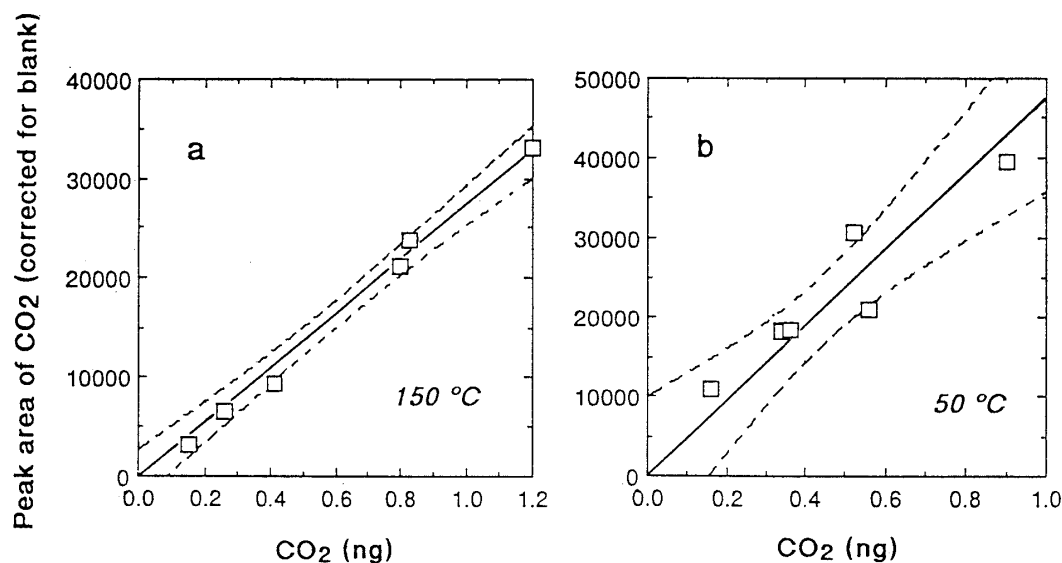 Peak area of CO2 (corrected for blank)
40000
30000
20000
10000
0
a
150 °C
0.0 0.2 0.4 0.6 0.8 1.0 1.2
CO2 (ng)
50000
40000
30000
20000
10000
0
b
50 °C
0.0 0.2 0.4 0.6 0.8 1.0
CO2 (ng)